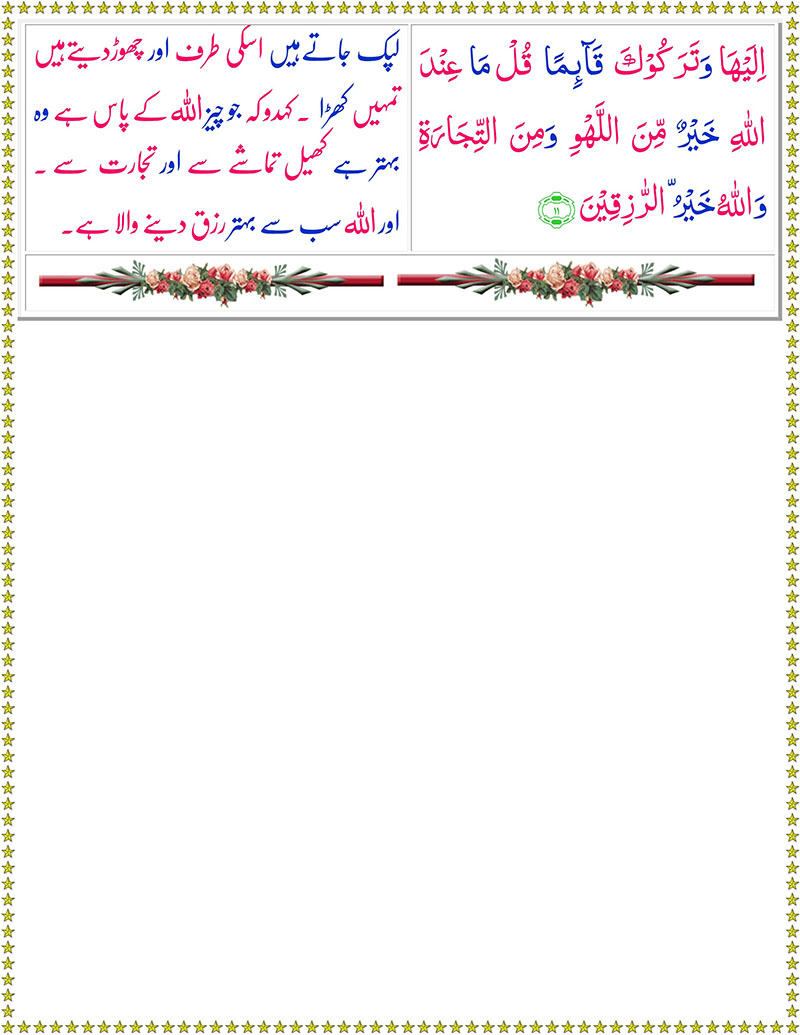 اِلَيْهَا وَتَرَكُوْكَ قَآئِمًا ؕ قُلْ مَا عِنْدَ
اللّٰهِ خَيْرٌ مِّنَ اللَّهْوِ وَمِنَ التِّجَارَةِ ؕ
وَاللّٰهُ خَيْرُ الرّٰزِقِيْنَ ۝۱۱
لپک جاتے ہیں اسکی طرف اور چھوڑ دیتے ہیں
تمہیں کھڑا ۔ کہدو کہ جو چیز اللہ کے پاس ہے وہ
بہتر ہے کھیل تماشے سے اور تجارت سے ۔
اور اللہ سب سے بہتر رزق دینے والا ہے۔